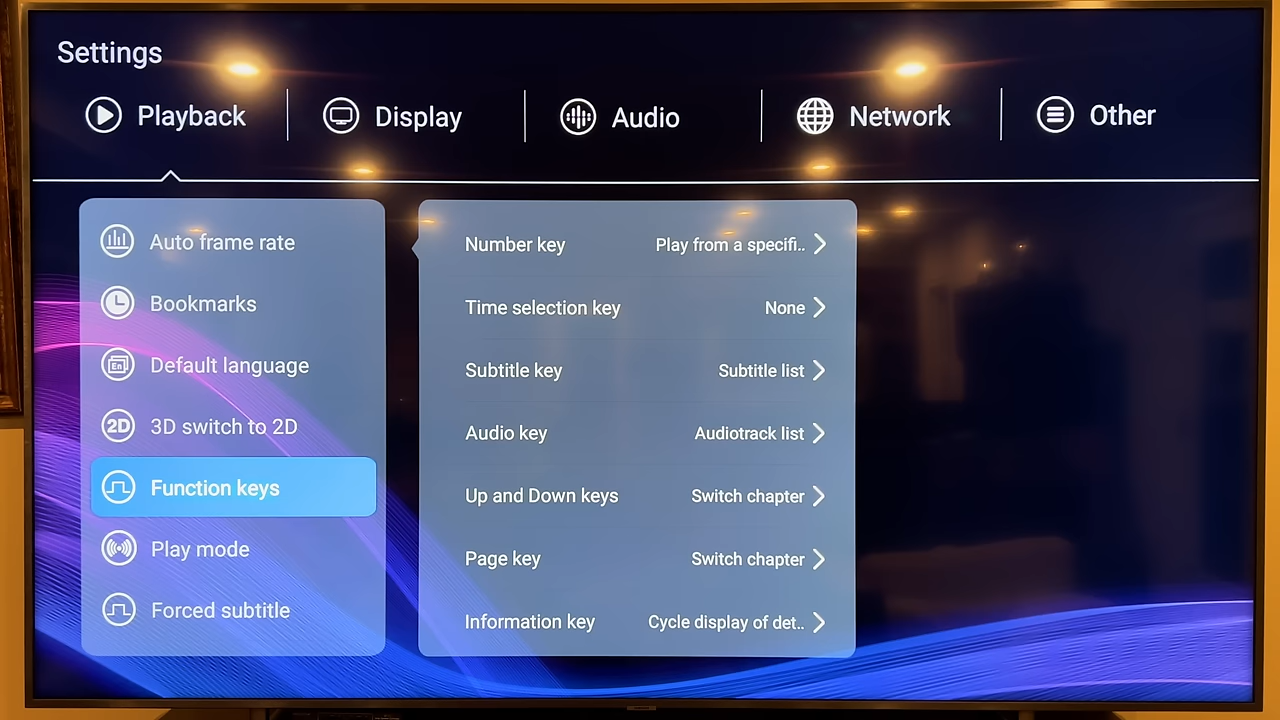 Settings
Playback
Display
Audio
Network
Other
Auto frame rate
Bookmarks
Default language
3D switch to 2D
Function keys
Play mode
Forced subtitle
Number key Play from a specifi..
Time selection key None
Subtitle key Subtitle list
Audio key Audiotrack list
Up and Down keys Switch chapter
Page key Switch chapter
Information key Cycle display of det..
En
2D